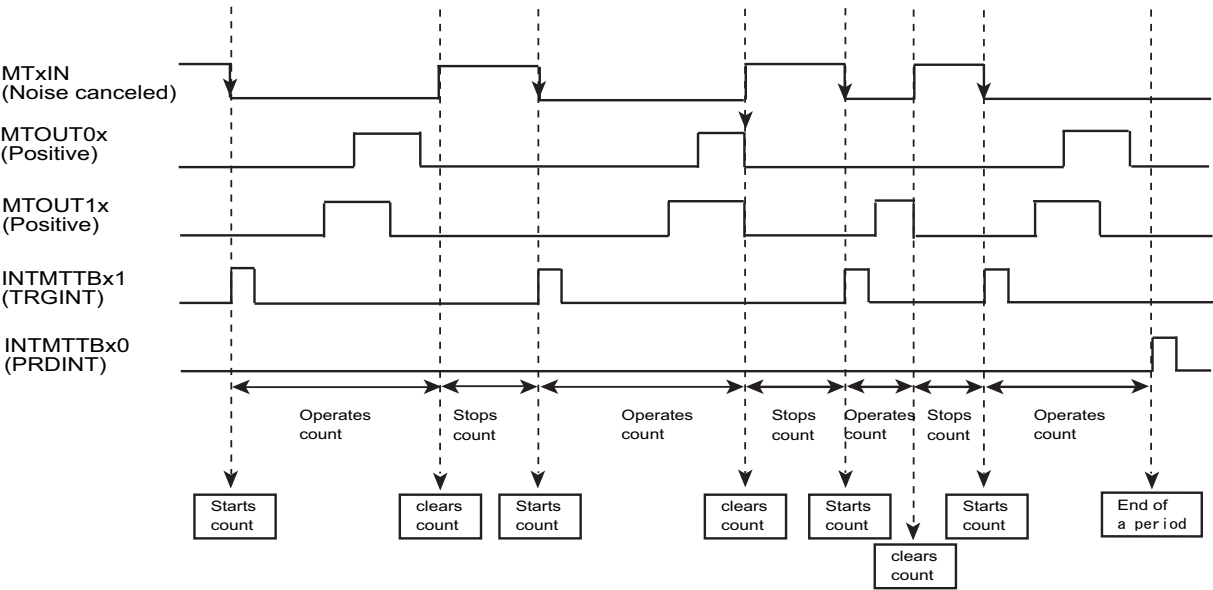 MTxIN
(Noise canceled)
MTOUT0x
(Positive)
MTOUT1x
(Positive)
INTMTTBx1
(TRGINT)
INTMTTBx0
(PRDINT)
Operates
count
Stops
count
Operates
count
Stops
count
Operates
count
Stops
count
Operates
count
Starts
count
clears
count
Starts
count
clears
count
Starts
count
clears
count
Starts
count
End of
a period